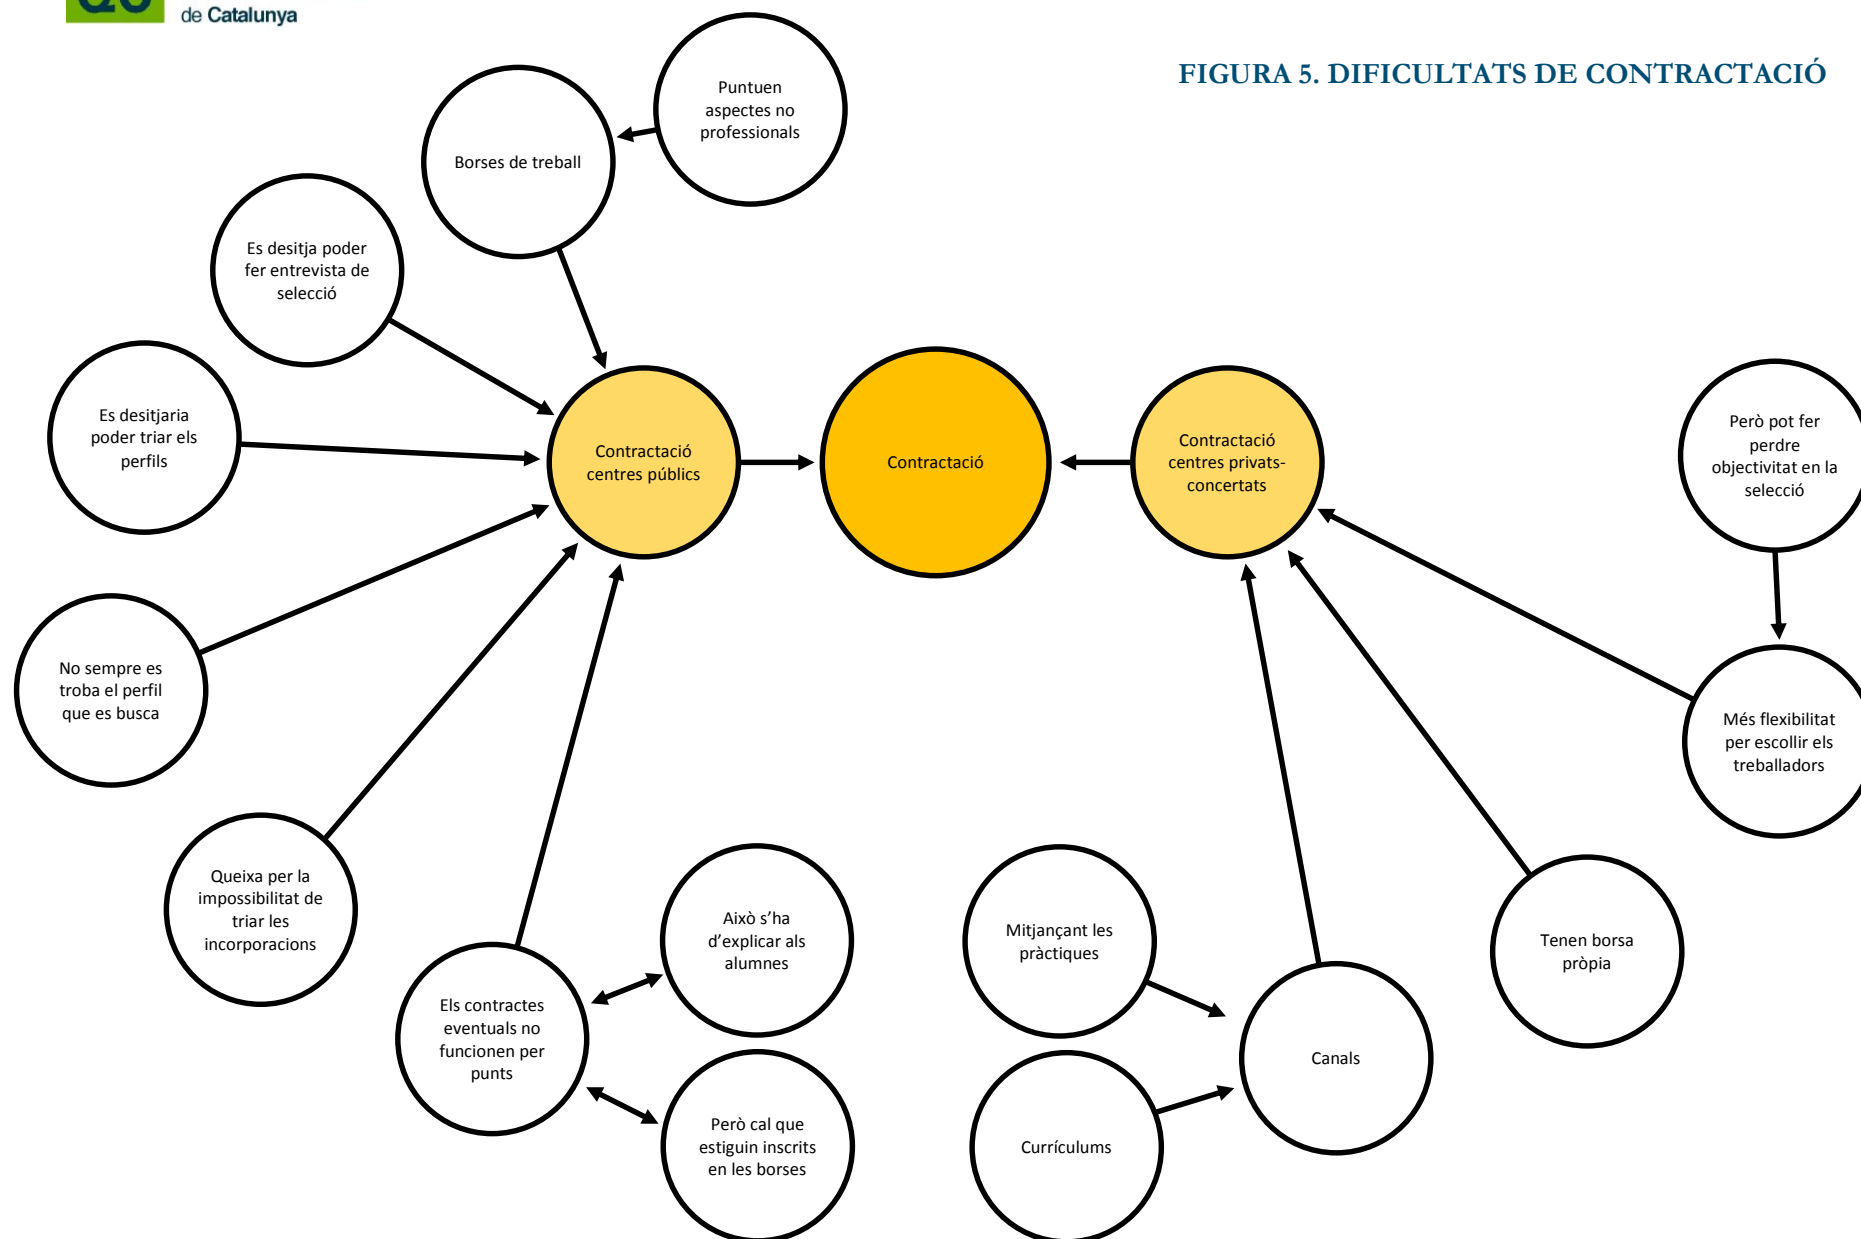 de Catalunya
FIGURA 5. DIFICULTATS DE CONTRACTACIÓ
Puntuen
aspectes no
professionals
Borses de treball
Es desitja poder
fer entrevista de
selecció
Es desitjaria
poder triar els
perfils
Contractació
centres públics
Contractació
Contractació
centres privats-
concertats
Però pot fer
perdre
objectivitat en la
selecció
No sempre es
troba el perfil
que es busca
Més flexibilitat
per escollir els
treballadors
Queixa per la
impossibilitat de
triar les
incorporacions
Això s’ha
d’explicar als
alumnes
Mitjançant les
pràctiques
Tenen borsa
pròpia
Els contractes
eventuals no
funcionen per
punts
Canals
Però cal que
estiguin inscrits
en les borses
Currículums